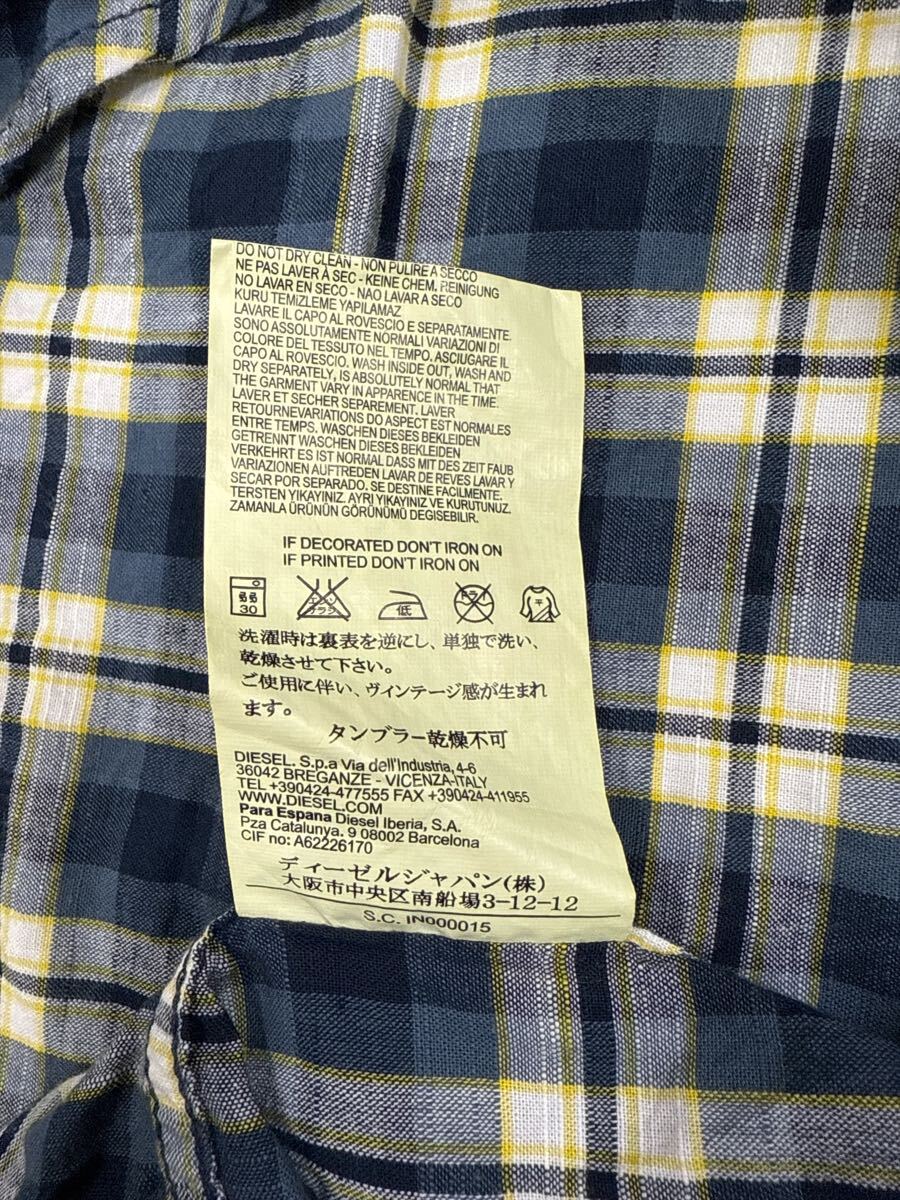 DO NOT DRY CLEAN - NON PULIRE A SECCO
NE PAS LAVER À SEC - KEINE CHEM. REINIGUNG
NO LAVAR EN SECO - NAO LAVAR A SECO
KURU TEMIZLEME YAPILAMAZ
LAVARE IL CAPO AL ROVESCIO E SEPARATAMENTE.
SONO ASSOLUTAMENTE NORMALI VARIAZIONI DI
COLORE DEL TESSUTO NEL TEMPO. ASCIUGARE IL
CAPO AL ROVESCIO. WASH INSIDE OUT, WASH AND
DRY SEPARATELY, IS ABSOLUTELY NORMAL THAT
THE GARMENT VARY IN APPARENCE IN THE TIME.
LAVER ET SECHER SEPAREMENT. LAVER
RETOURNEVARIATIONS DO ASPECT EST NORMALES
ENTRE TEMPS. WASCHEN DIESES BEKLEIDEN
GETRENNT WASCHEN DIESES BEKLEIDEN
VERKEHRT ES IST NORMAL DASS MIT DES ZEIT FAUB
VARIAZIONEN AUFTREDEN LAVAR DE REVES LAVAR Y
SECAR POR SEPARADO. SE DESTINE FACILMENTE.
TERSTEN YIKAYINIZ. AYRI YIKAYINIZ VE KURUTUNUZ.
ZAMANLA ÜRÜNÜN GÖRÜNÜMÜ DEGISEBILIR.
IF DECORATED DON'T IRON ON
IF PRINTED DON'T IRON ON
30 エンソサラシ 低 ドライ 平
洗濯時は裏表を逆にし、単独で洗い、
乾燥させて下さい。
ご使用に伴い、ヴィンテージ感が生まれ
ます。
タンブラー乾燥不可
DIESEL. S.p.a Via dell'Industria, 4-6
36042 BREGANZE - VICENZA-ITALY
TEL +390424-477555 FAX +390424-411955
WWW.DIESEL.COM
Para Espana Diesel Iberia, S.A.
Pza Catalunya. 9 08002 Barcelona
CIF no: A62226170
ディーゼルジャパン(株)
大阪市中央区南船場3-12-12
S.C. IN000015